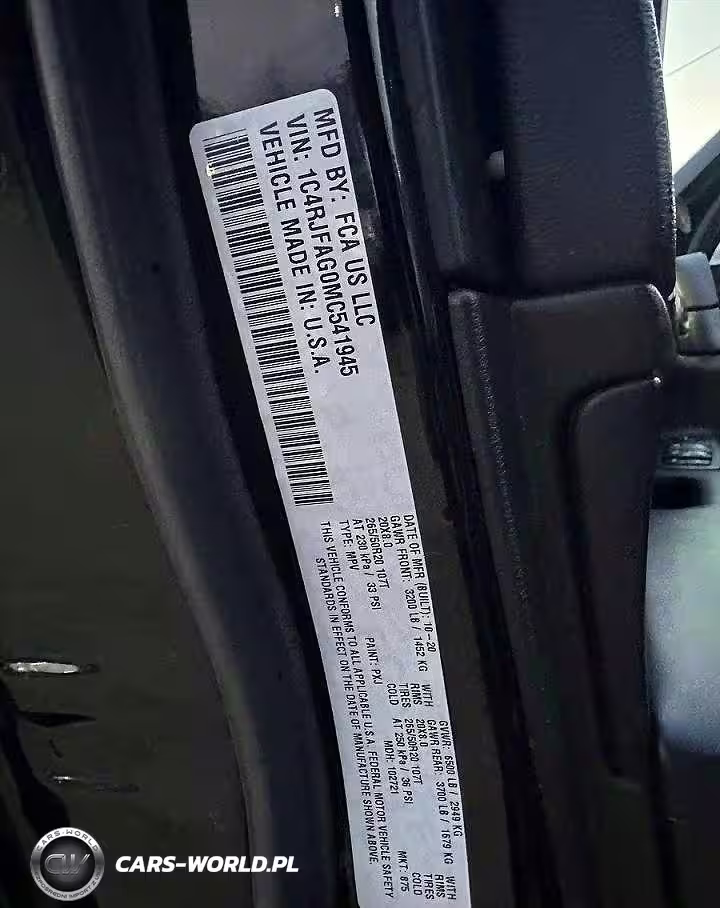 MFD BY: FCA US LLC
VIN: 1C4RJFAG0MC541945
VEHICLE MADE IN: U.S.A.
DATE OF MFR (BUILT): 10-20 GVWR: 6500 LB / 2949 KG
GAWR FRONT: 3200 LB / 1452 KG WITH GAWR REAR: 3700 LB / 1679 KG WITH
20X8.0 RIMS 20X8.0 RIMS
265/50R20 107T TIRES 265/50R20 107T TIRES
AT 230 kPa / 33 PSI COLD AT 250 kPa / 36 PSI COLD
TYPE: MPV PAINT: PXJ MDH: 102721 MKT: 875
THIS VEHICLE CONFORMS TO ALL APPLICABLE U.S.A. FEDERAL MOTOR VEHICLE SAFETY
STANDARDS IN EFFECT ON THE DATE OF MANUFACTURE SHOWN ABOVE.
CARS-WORLD
CW
CARS-WORLD.PL